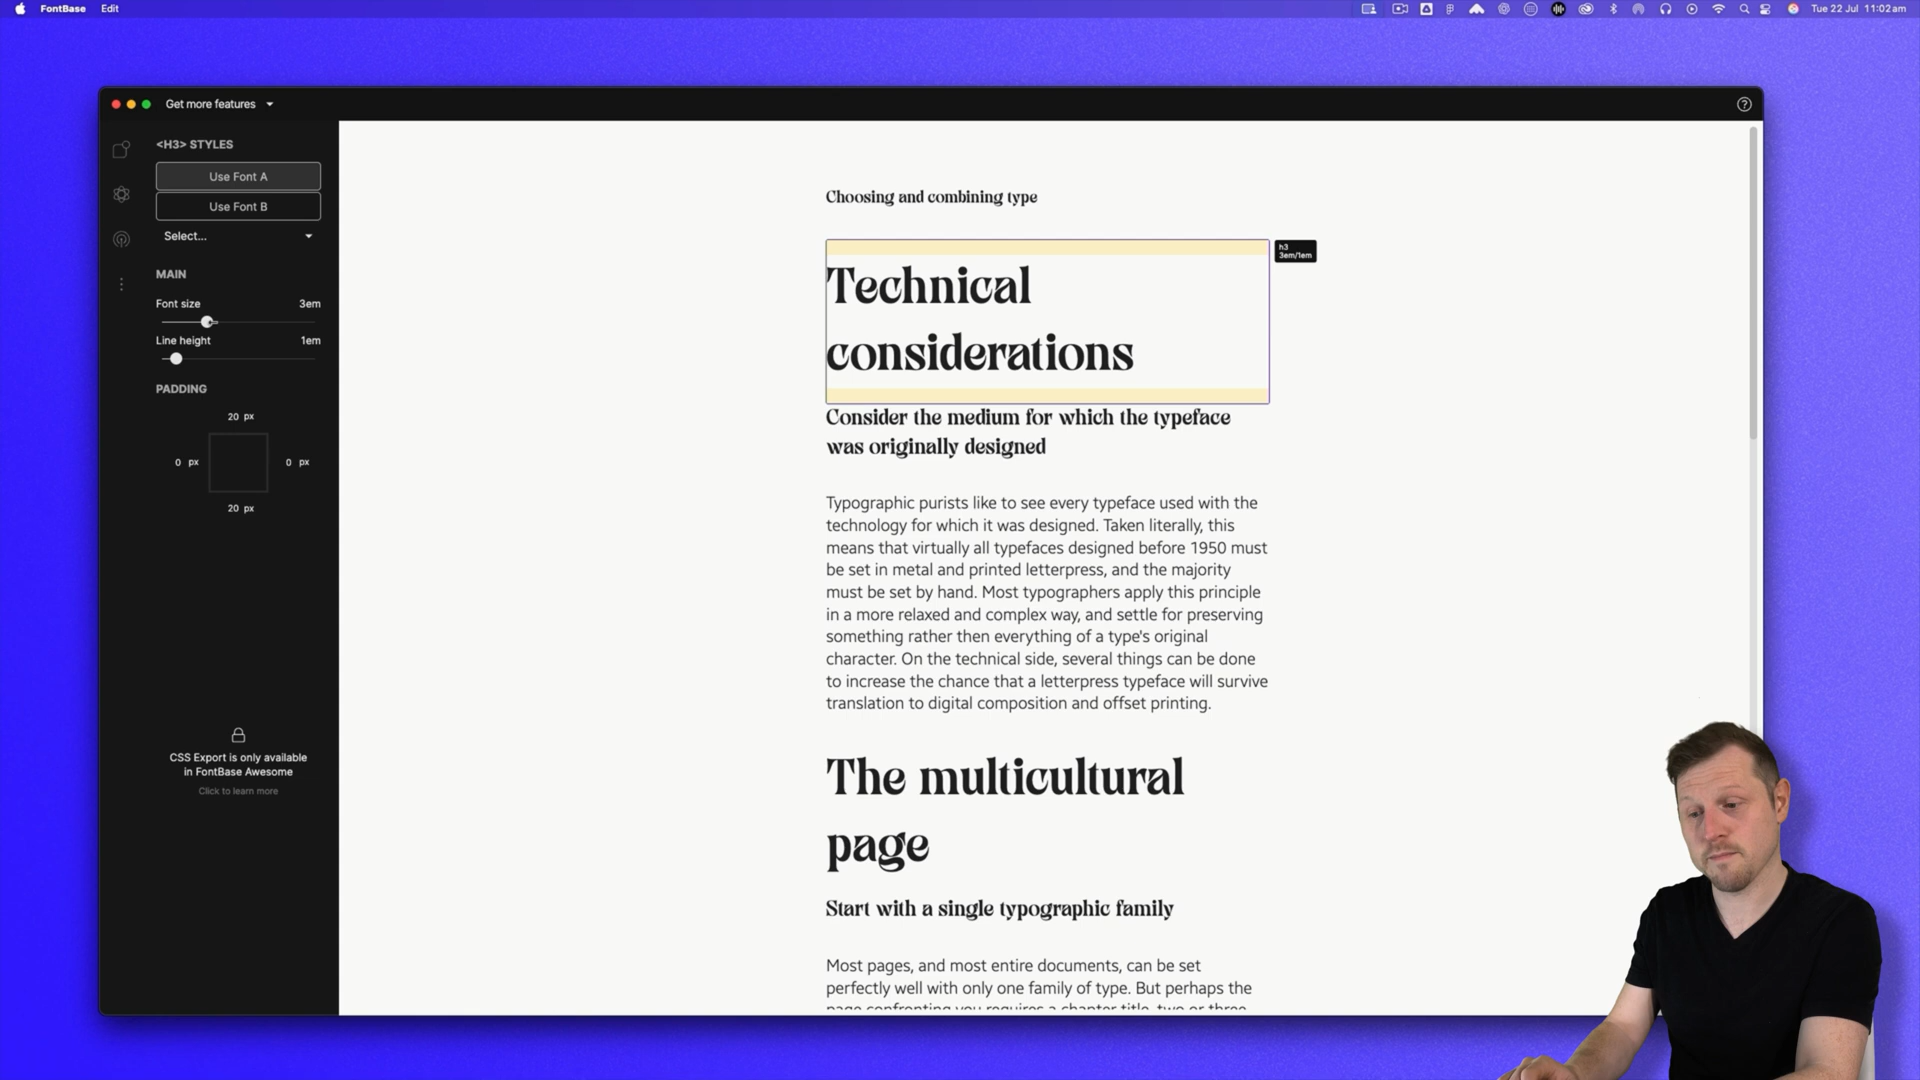 FontBase Edit
Tue 22 Jul 11:02am
Get more features
<H3> STYLES
Use Font A
Use Font B
Select...
MAIN
Font size 3em
Line height 1em
PADDING
20 px
0 px 0 px
20 px
CSS Export is only available
in FontBase Awesome
Click to learn more
Choosing and combining type
h3
3em/1em
Technical
considerations
Consider the medium for which the typeface
was originally designed
Typographic purists like to see every typeface used with the
technology for which it was designed. Taken literally, this
means that virtually all typefaces designed before 1950 must
be set in metal and printed letterpress, and the majority
must be set by hand. Most typographers apply this principle
in a more relaxed and complex way, and settle for preserving
something rather then everything of a type's original
character. On the technical side, several things can be done
to increase the chance that a letterpress typeface will survive
translation to digital composition and offset printing.
The multicultural
page
Start with a single typographic family
Most pages, and most entire documents, can be set
perfectly well with only one family of type. But perhaps the
page confronting you requires a chapter title, two or three